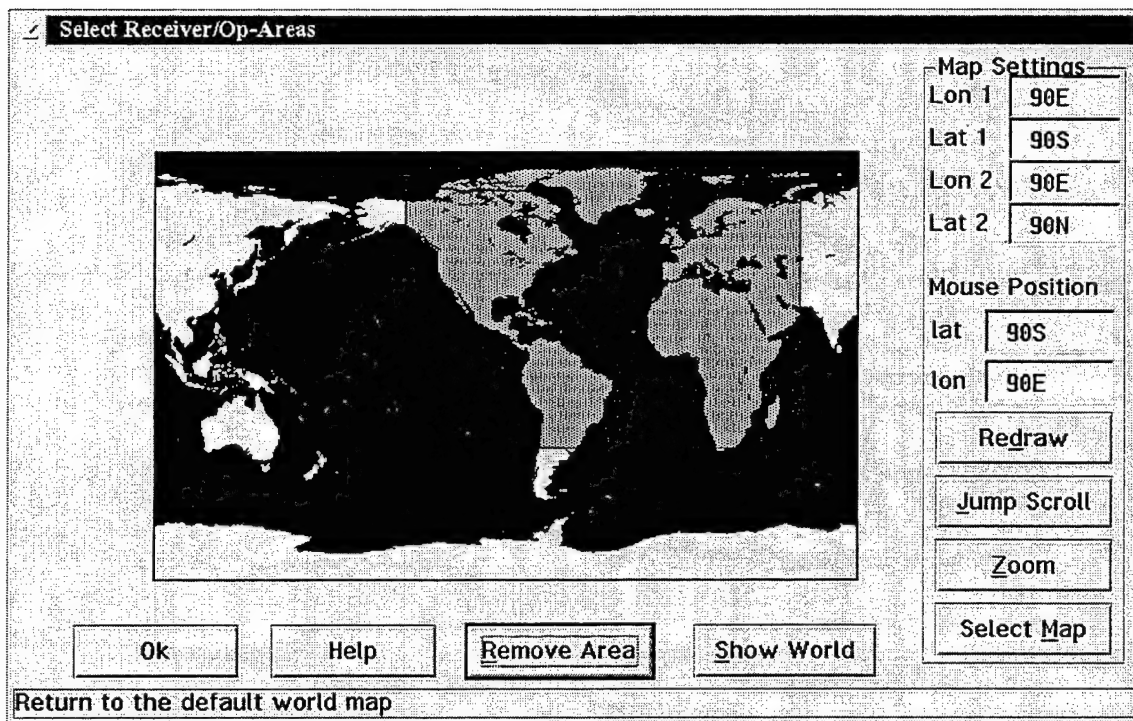 Select Receiver/Op-Areas
Map Settings
Lon 1 90E
Lat 1 90S
Lon 2 90E
Lat 2 90N
Mouse Position
lat 90S
lon 90E
Redraw
Jump Scroll
Zoom
Select Map
Ok Help Remove Area Show World
Return to the default world map